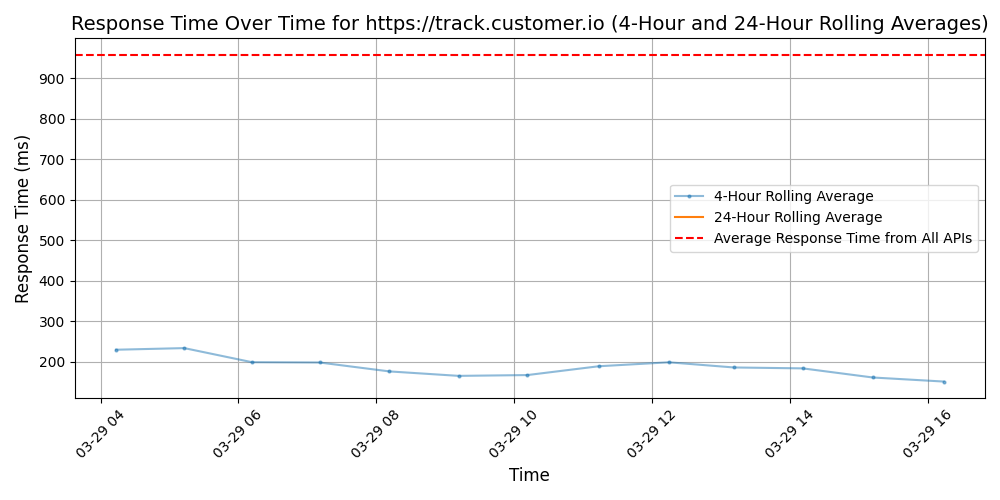 Response Time Over Time for https://track.customer.io (4-Hour and 24-Hour Rolling Averages)
Response Time (ms)
900
800
700
600
500
400
300
200
4-Hour Rolling Average
24-Hour Rolling Average
Average Response Time from All APIs
03-29 04
03-29 06
03-29 08
03-29 10
03-29 12
03-29 14
03-29 16
Time